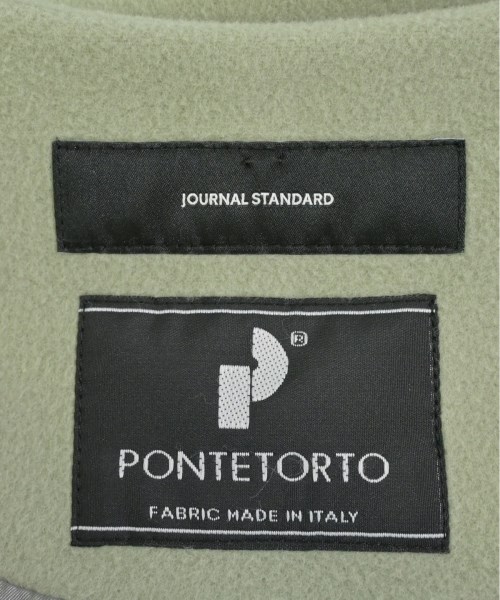 JOURNAL STANDARD
®
PONTETORTO
FABRIC MADE IN ITALY